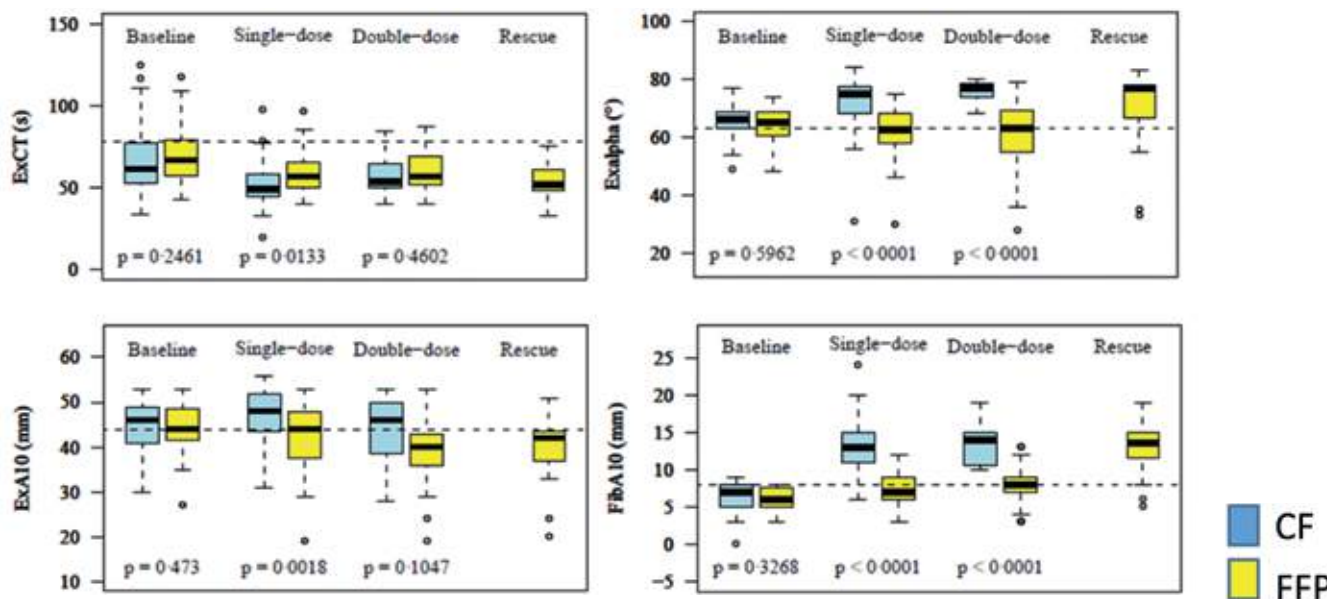 ExCT (s)
150
100
50
0
Baseline Single−dose Double−dose Rescue
p = 0·2461 p = 0·0133 p = 0·4602
Exalpha (°)
100
80
60
40
20
Baseline Single−dose Double−dose Rescue
p = 0·5962 p < 0·0001 p < 0·0001
ExA10 (mm)
60
50
40
30
20
10
Baseline Single−dose Double−dose Rescue
p = 0·473 p = 0·0018 p = 0·1047
FibA10 (mm)
25
20
15
10
5
0
−5
Baseline Single−dose Double−dose Rescue
p = 0·3268 p < 0·0001 p < 0·0001
CF
FFP